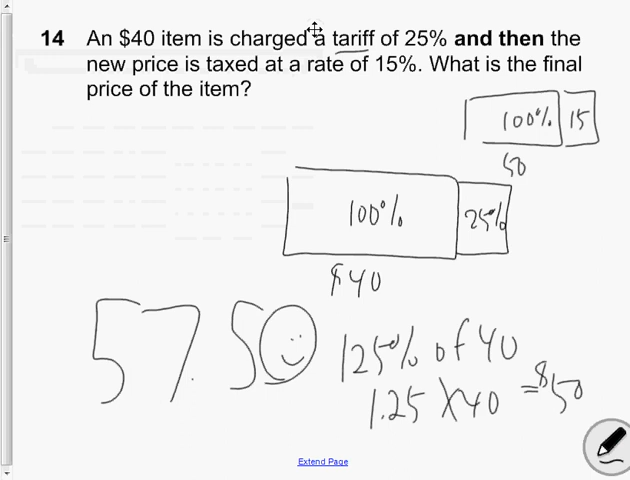 14 An $40 item is charged a tariff of 25% and then the
new price is taxed at a rate of 15%. What is the final
price of the item?
100% 15
50
100% 25%
$40
57.50
125% of 40
1.25 X 40 = $50
Extend Page